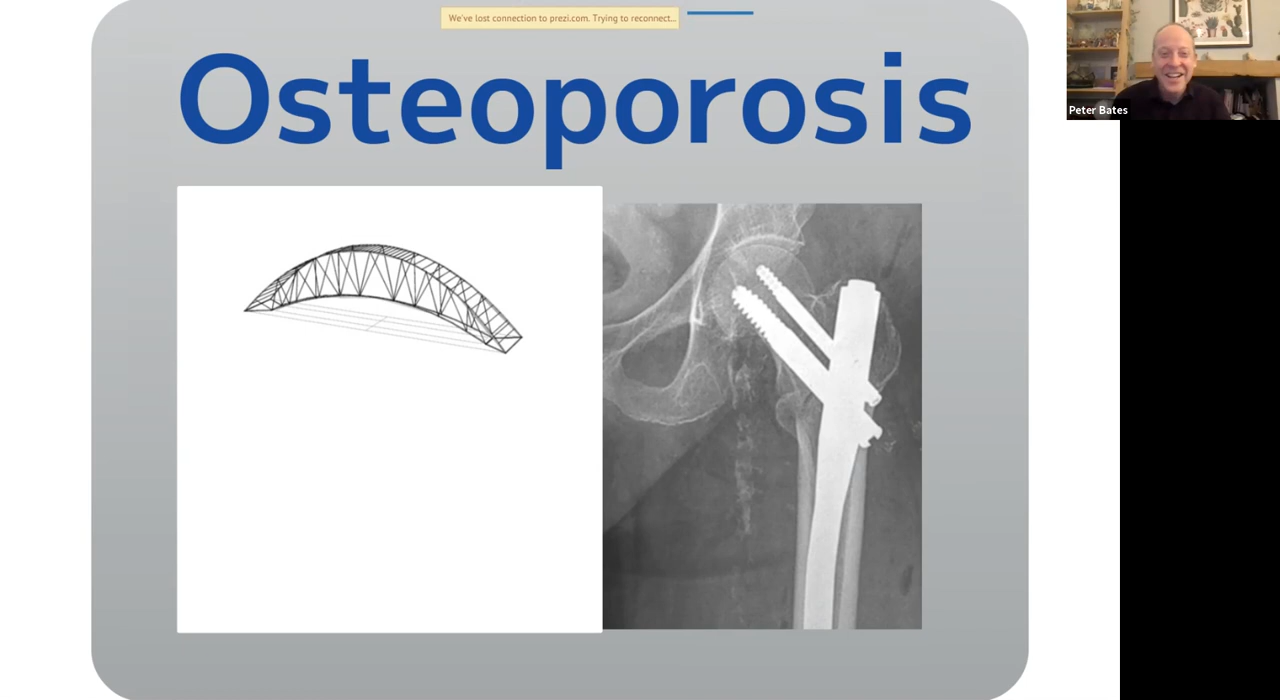 We've lost connection to prezi.com. Trying to reconnect...
Osteoporosis
Peter Bates